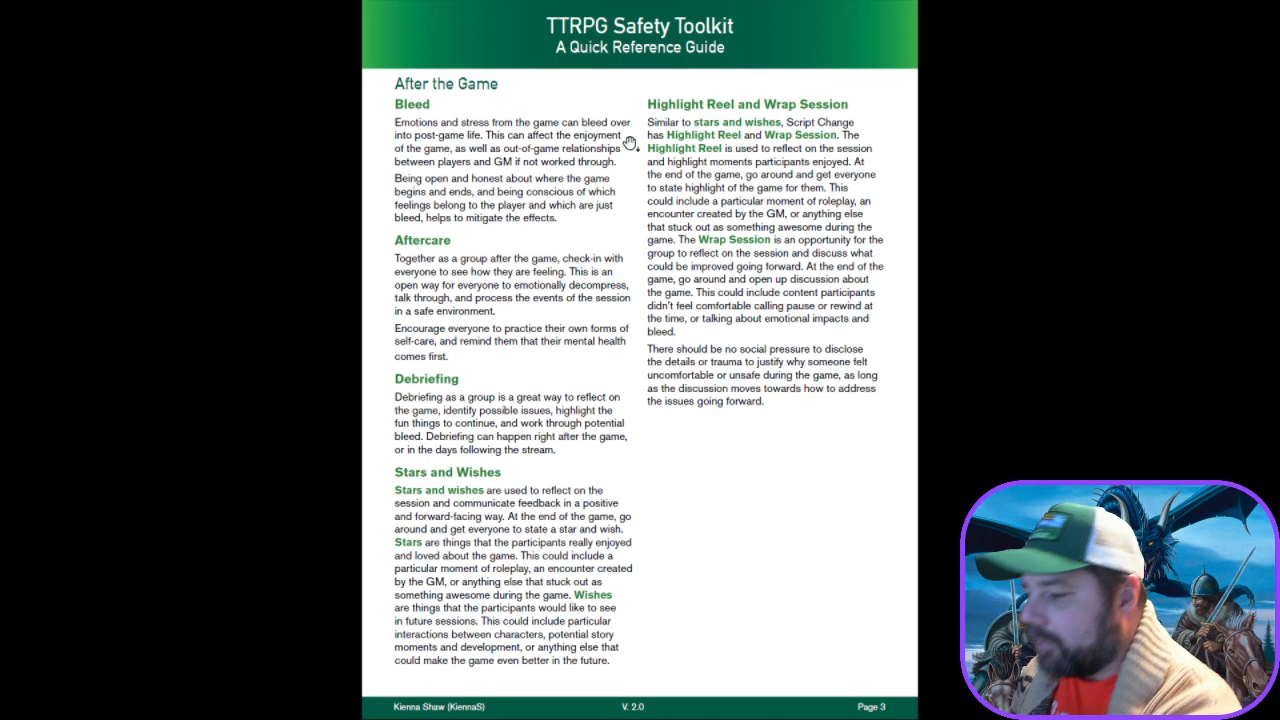 TTRPG Safety Toolkit
A Quick Reference Guide
After the Game
Bleed
Emotions and stress from the game can bleed over
into post-game life. This can affect the enjoyment
of the game, as well as out-of-game relationships
between players and GM if not worked through.
Being open and honest about where the game
begins and ends, and being conscious of which
feelings belong to the player and which are just
bleed, helps to mitigate the effects.
Aftercare
Together as a group after the game, check-in with
everyone to see how they are feeling. This is an
open way for everyone to emotionally decompress,
talk through, and process the events of the session
in a safe environment.
Encourage everyone to practice their own forms of
self-care, and remind them that their mental health
comes first.
Debriefing
Debriefing as a group is a great way to reflect on
the game, identify possible issues, highlight the
fun things to continue, and work through potential
bleed. Debriefing can happen right after the game,
or in the days following the stream.
Stars and Wishes
Stars and wishes are used to reflect on the
session and communicate feedback in a positive
and forward-facing way. At the end of the game, go
around and get everyone to state a star and wish.
Stars are things that the participants really enjoyed
and loved about the game. This could include a
particular moment of roleplay, an encounter created
by the GM, or anything else that stuck out as
something awesome during the game. Wishes
are things that the participants would like to see
in future sessions. This could include particular
interactions between characters, potential story
moments and development, or anything else that
could make the game even better in the future.
Highlight Reel and Wrap Session
Similar to stars and wishes, Script Change
has Highlight Reel and Wrap Session. The
Highlight Reel is used to reflect on the session
and highlight moments participants enjoyed. At
the end of the game, go around and get everyone
to state highlight of the game for them. This
could include a particular moment of roleplay, an
encounter created by the GM, or anything else
that stuck out as something awesome during the
game. The Wrap Session is an opportunity for the
group to reflect on the session and discuss what
could be improved going forward. At the end of the
game, go around and open up discussion about
the game. This could include content participants
didn't feel comfortable calling pause or rewind at
the time, or talking about emotional impacts and
bleed.
There should be no social pressure to disclose
the details or trauma to justify why someone felt
uncomfortable or unsafe during the game, as long
as the discussion moves towards how to address
the issues going forward.
Kienna Shaw (KiennaS)
V. 2.0
Page 3